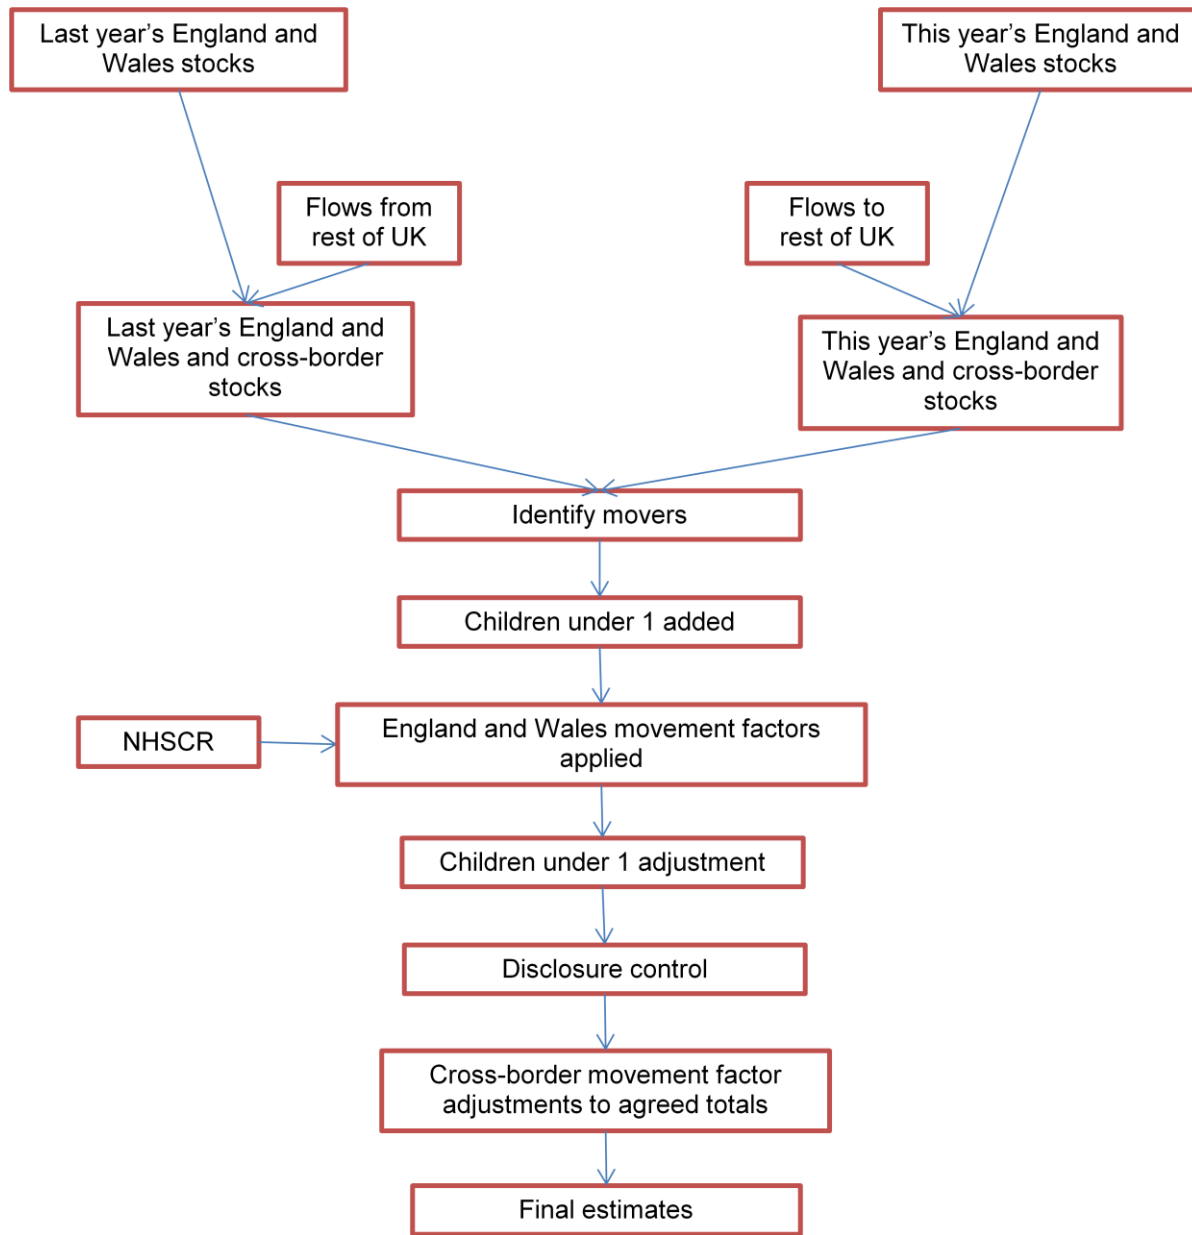 Last year’s England and
Wales stocks
This year’s England and
Wales stocks
Flows from
rest of UK
Flows to
rest of UK
Last year’s England and
Wales and cross-border
stocks
This year’s England and
Wales and cross-border
stocks
Identify movers
Children under 1 added
NHSCR
England and Wales movement factors
applied
Children under 1 adjustment
Disclosure control
Cross-border movement factor
adjustments to agreed totals
Final estimates